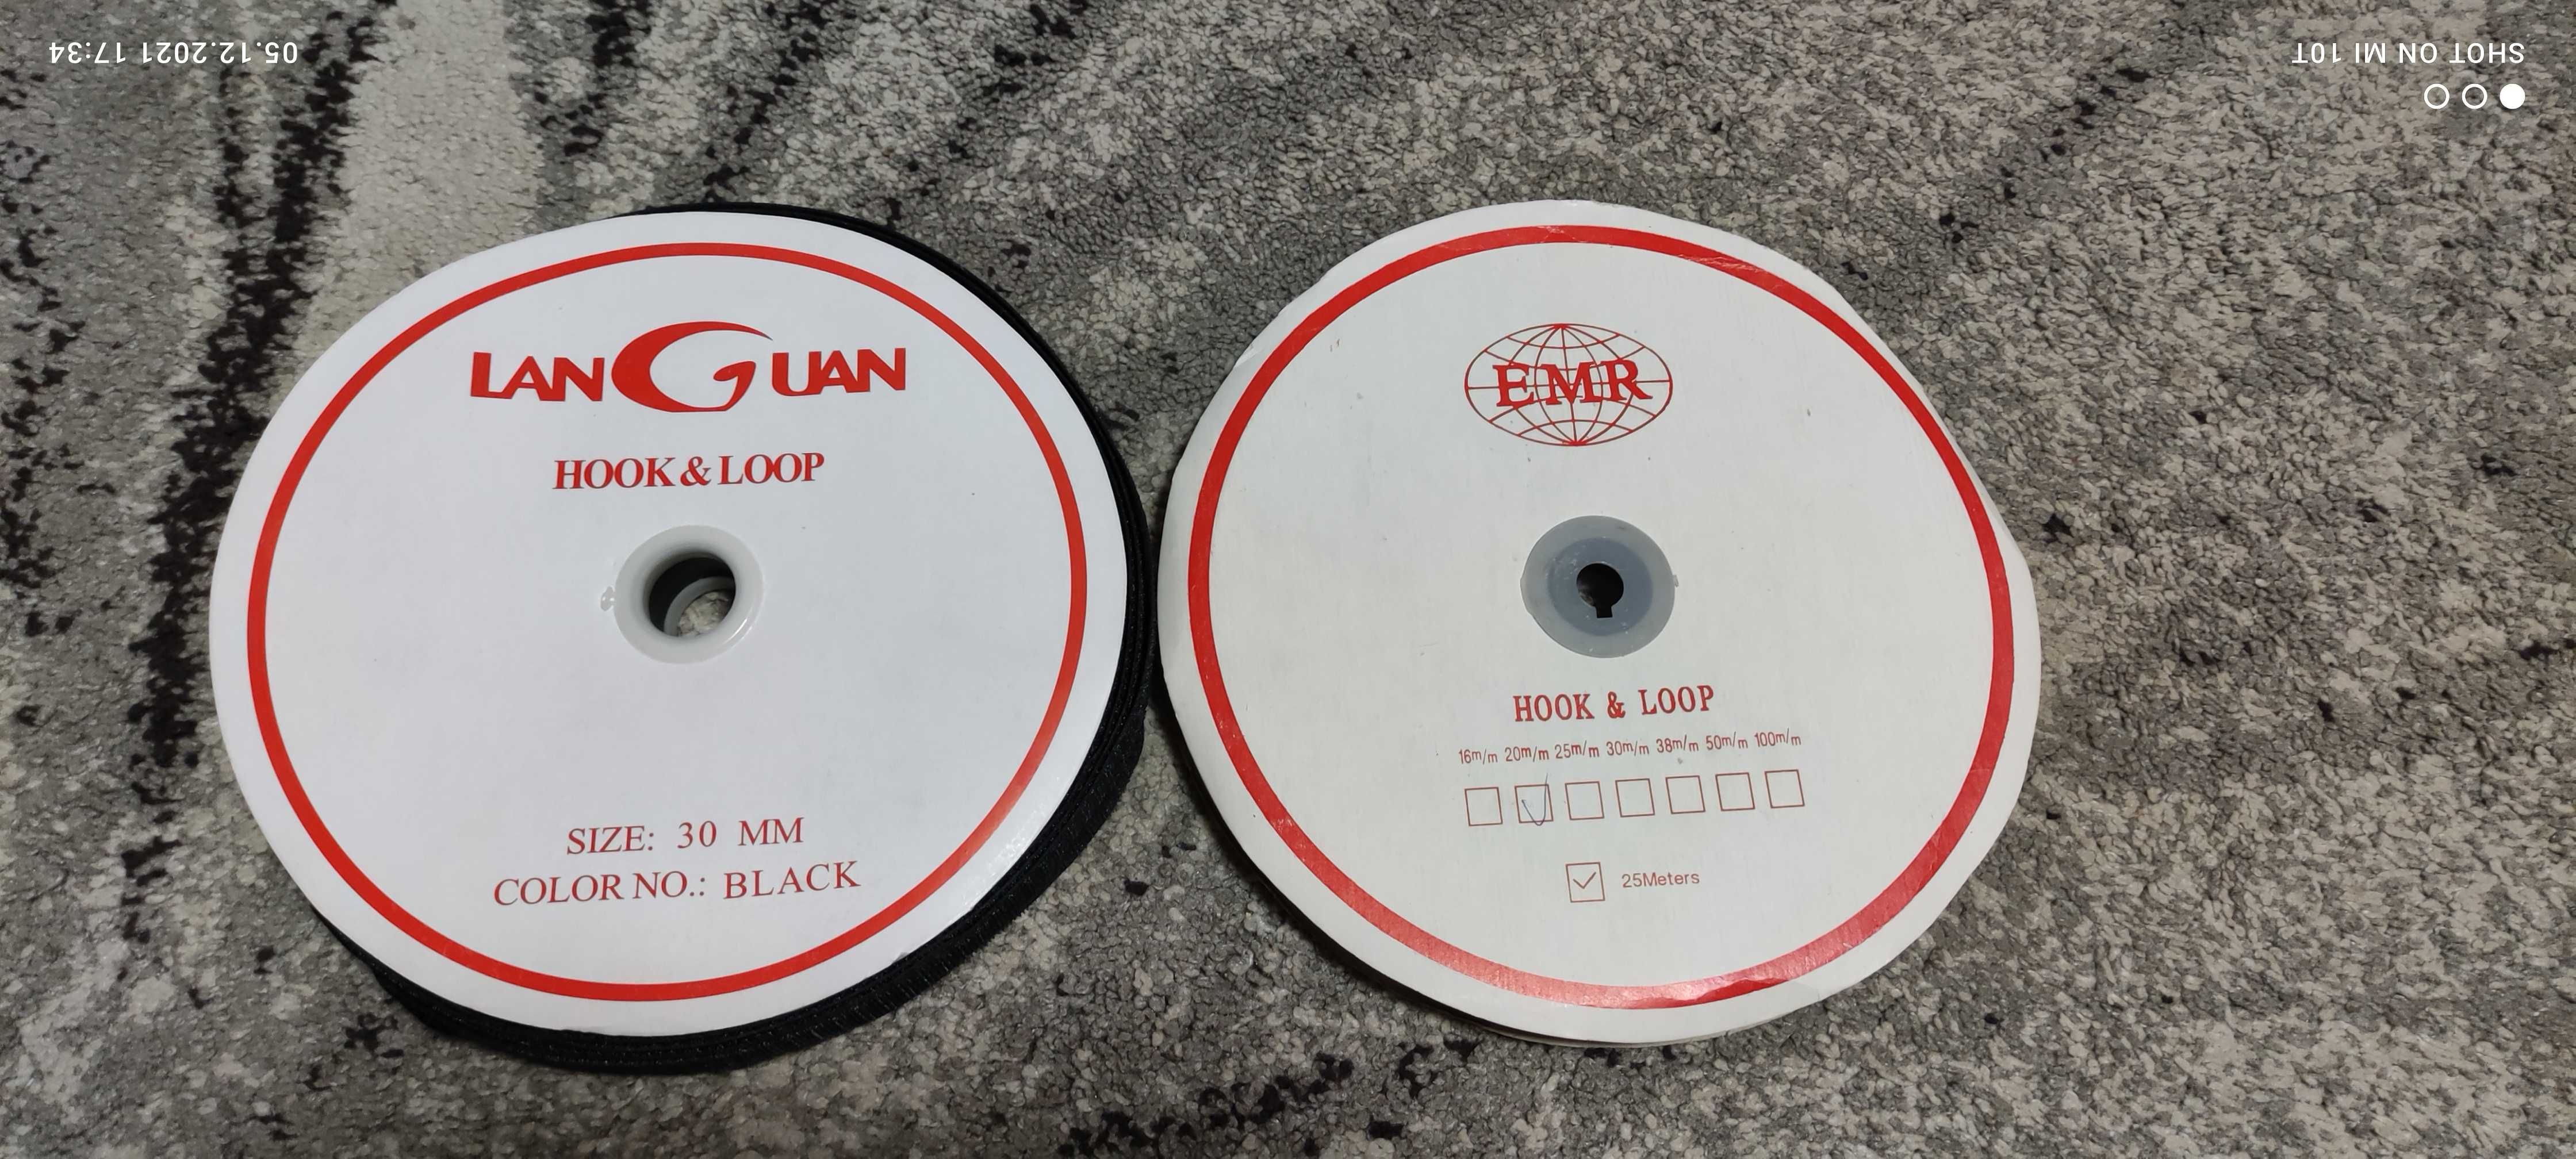 05.12.2021 17:34
SHOT ON MI 10T
LANGUAN
HOOK & LOOP
SIZE: 30 MM
COLOR NO.: BLACK
EMR
HOOK & LOOP
16m/m 20m/m 25m/m 30m/m 38m/m 50m/m 100m/m
25Meters